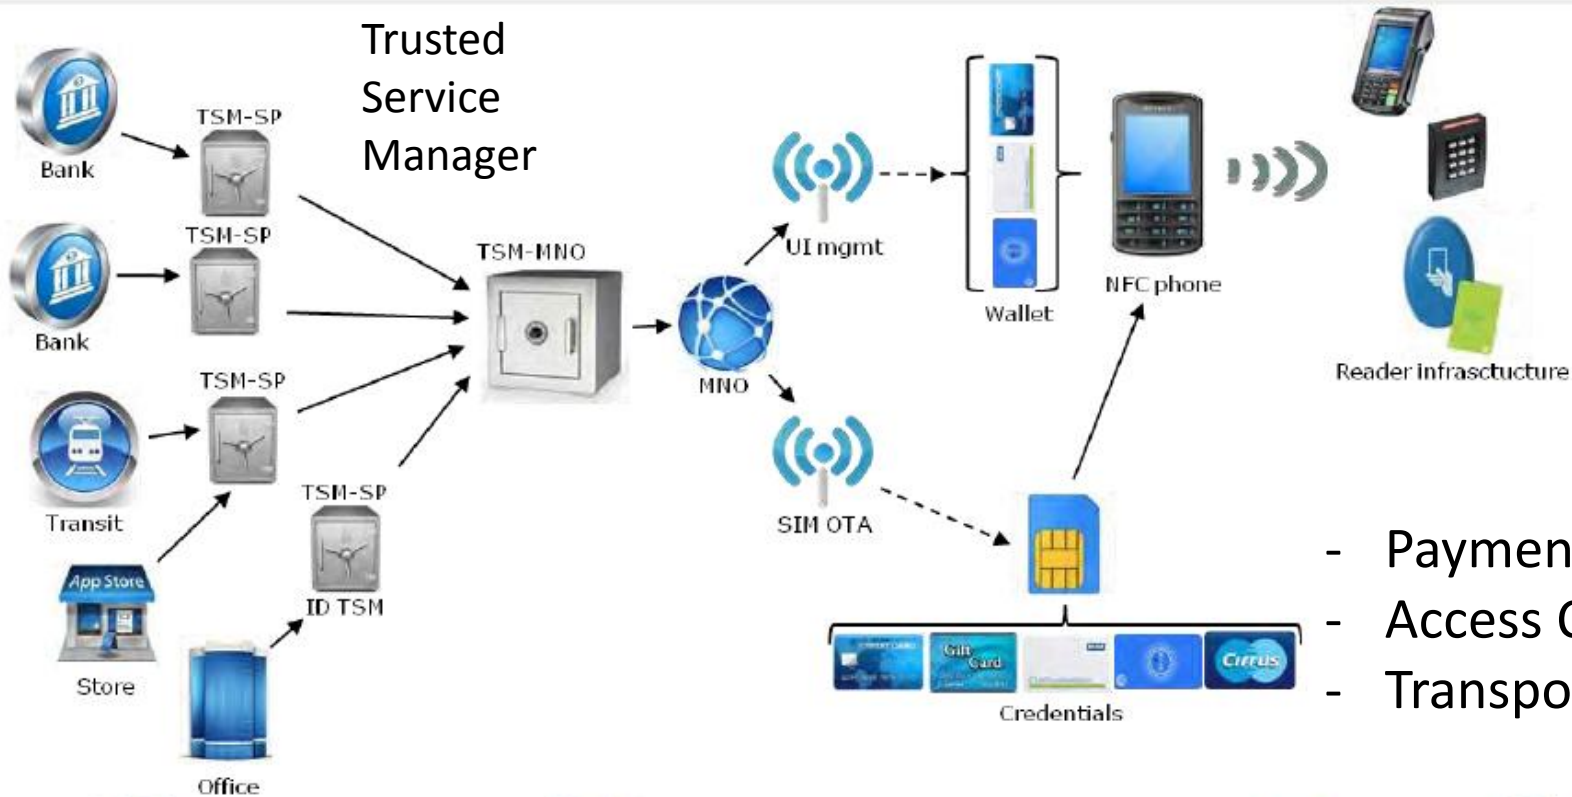 Trusted
Service
Manager
Bank
TSM-SP
Bank
TSM-SP
Transit
TSM-SP
App Store
Store
TSM-SP
ID TSM
Office
TSM-MNO
MNO
UI mgmt
SIM OTA
Wallet
NFC phone
Reader infrasctucture
Gift
Card
Cirrus
Credentials
- Paymen
- Access
- Transpo